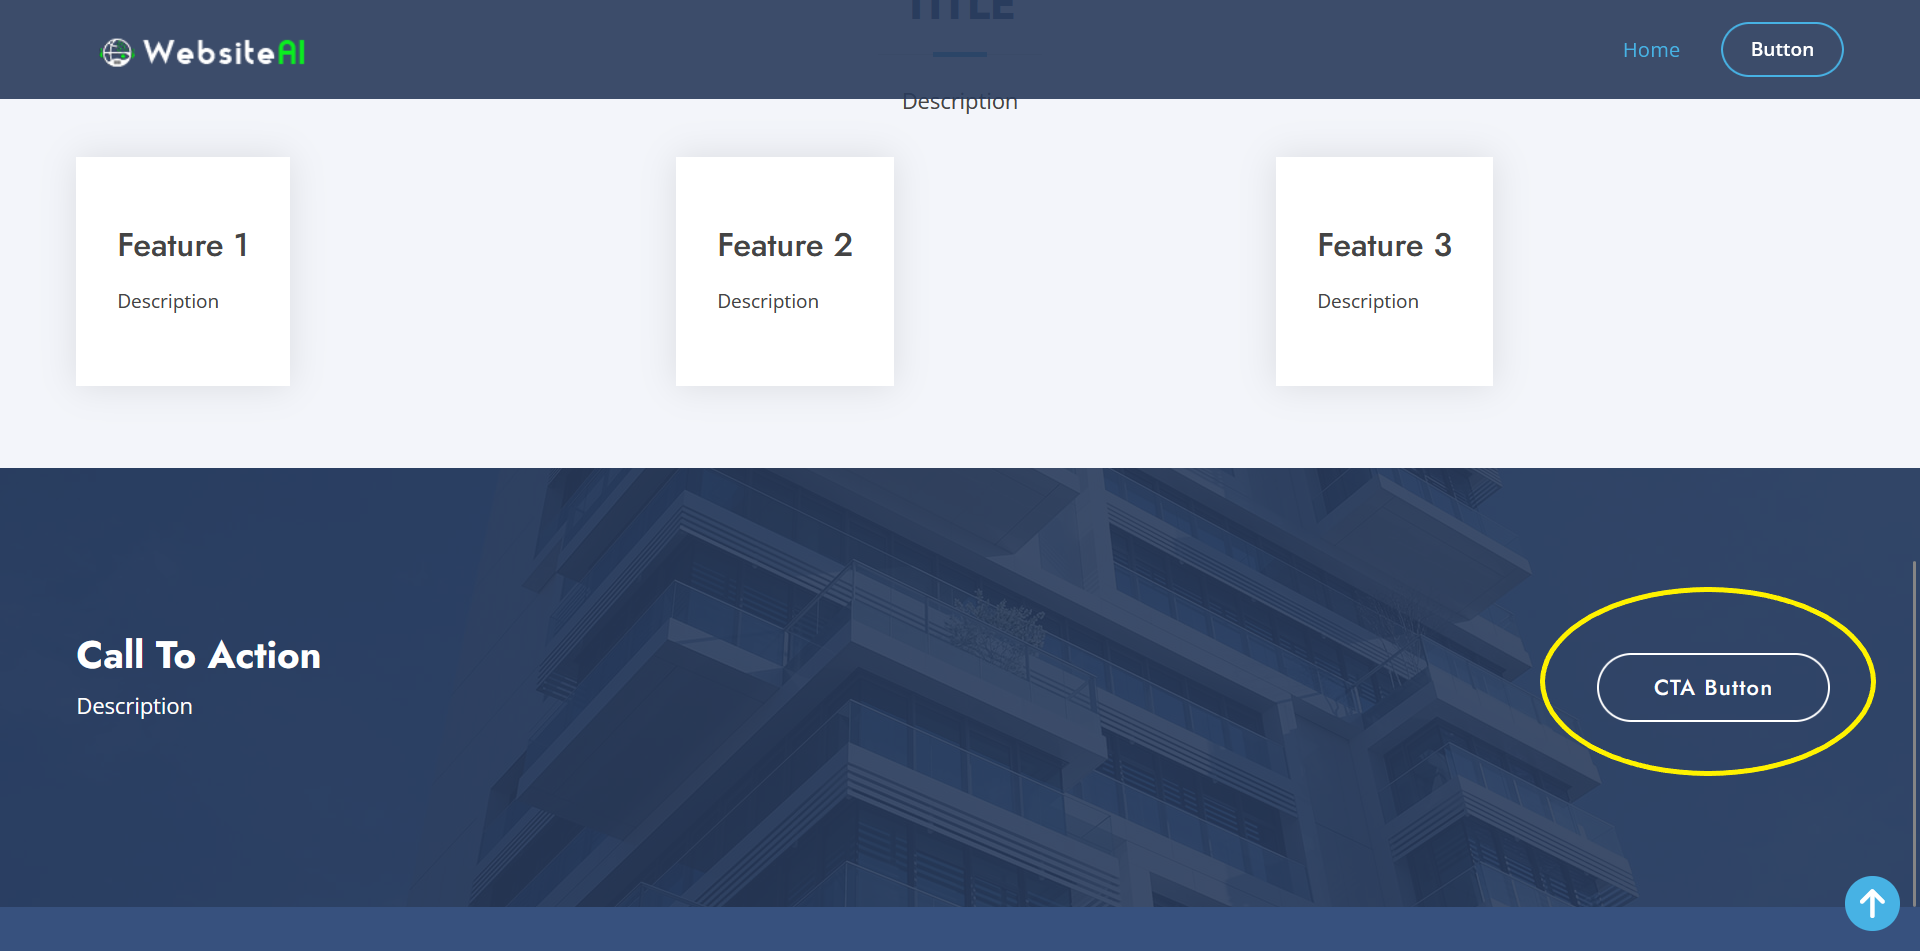 TITLE
WebsiteAI
Home
Button
Description
Feature 1
Description
Feature 2
Description
Feature 3
Description
Call To Action
Description
CTA Button